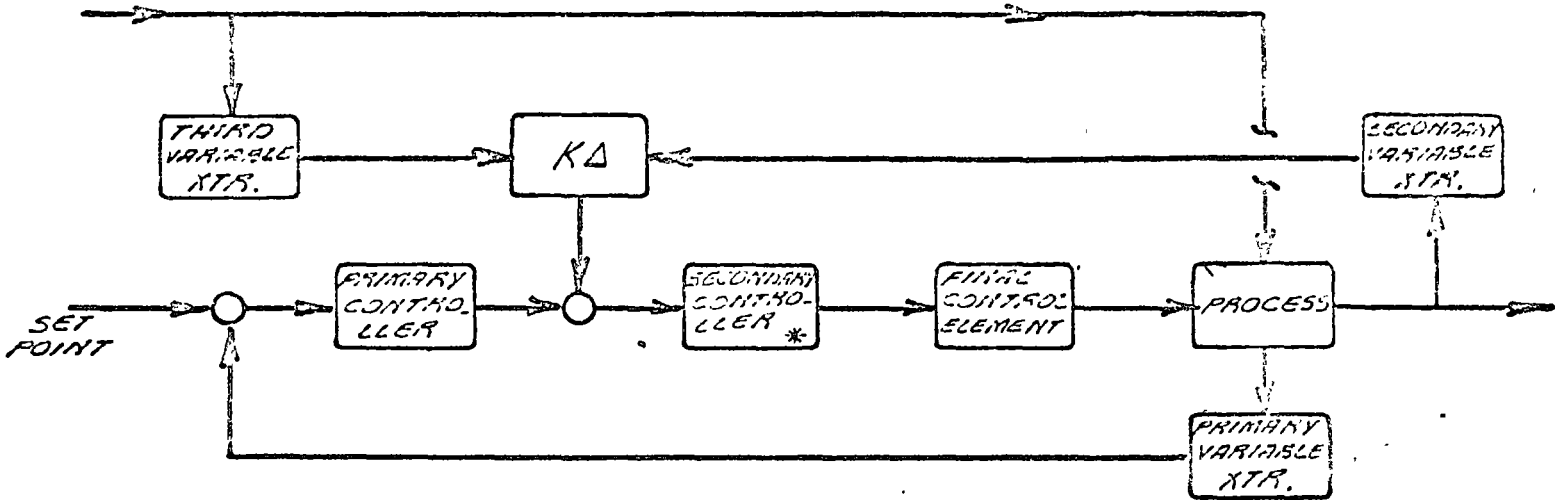 THIRD
VARIABLE
XTR.
KΔ
SECONDARY
VARIABLE
XTR.
SET
POINT
PRIMARY
CONTRO-
LLER
SECONDARY
CONTRO-
LLER *
FINAL
CONTROL
ELEMENT
PROCESS
PRIMARY
VARIABLE
XTR.